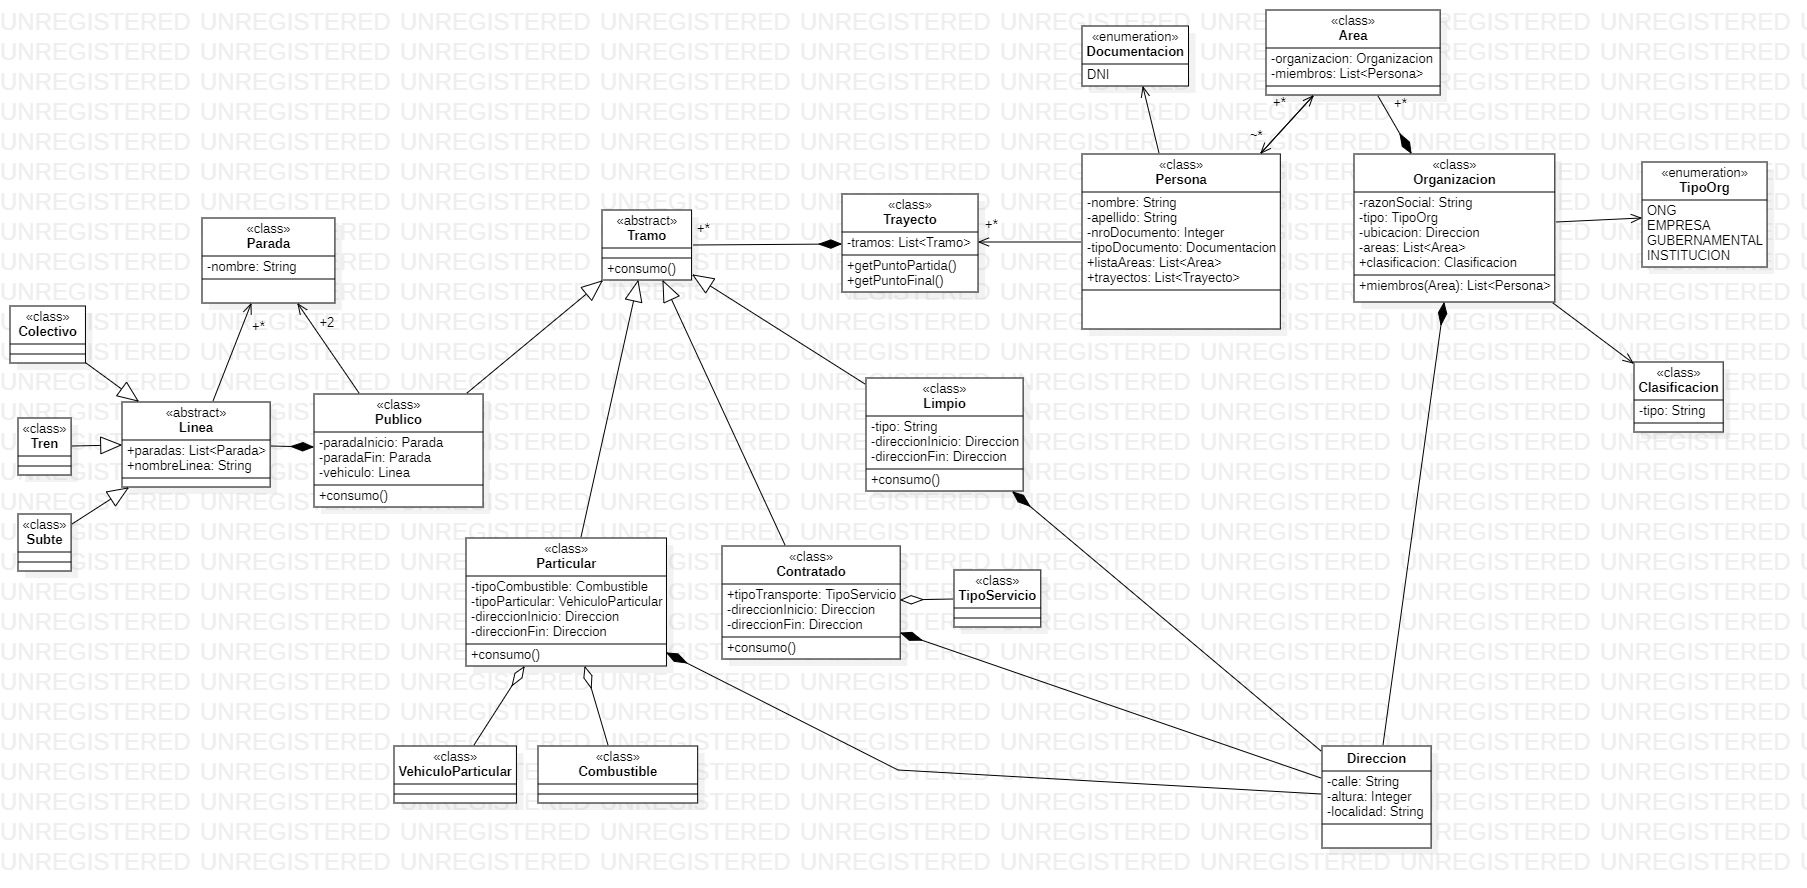 «enumeration»
Documentacion
DNI
«class»
Area
-organizacion: Organizacion
-miembros: List<Persona>
+*
~*
+*
«class»
Persona
-nombre: String
-apellido: String
-nroDocumento: Integer
-tipoDocumento: Documentacion
+listaAreas: List<Area>
+trayectos: List<Trayecto>
«class»
Organizacion
-razonSocial: String
-tipo: TipoOrg
-ubicacion: Direccion
-areas: List<Area>
+clasificacion: Clasificacion
+miembros(Area): List<Persona>
«enumeration»
TipoOrg
ONG
EMPRESA
GUBERNAMENTAL
INSTITUCION
«class»
Clasificacion
-tipo: String
«class»
Trayecto
-tramos: List<Tramo>
+getPuntoPartida()
+getPuntoFinal()
+*
+*
«abstract»
Tramo
+consumo()
«class»
Parada
-nombre: String
+*
+2
«class»
Colectivo
«class»
Tren
«class»
Subte
«abstract»
Linea
+paradas: List<Parada>
+nombreLinea: String
«class»
Publico
-paradaInicio: Parada
-paradaFin: Parada
-vehiculo: Linea
+consumo()
«class»
Limpio
-tipo: String
-direccionInicio: Direccion
-direccionFin: Direccion
+consumo()
«class»
Particular
-tipoCombustible: Combustible
-tipoParticular: VehiculoParticular
-direccionInicio: Direccion
-direccionFin: Direccion
+consumo()
«class»
Contratado
+tipoTransporte: TipoServicio
-direccionInicio: Direccion
-direccionFin: Direccion
+consumo()
«class»
TipoServicio
«class»
VehiculoParticular
«class»
Combustible
Direccion
-calle: String
-altura: Integer
-localidad: String
UNREGISTERED